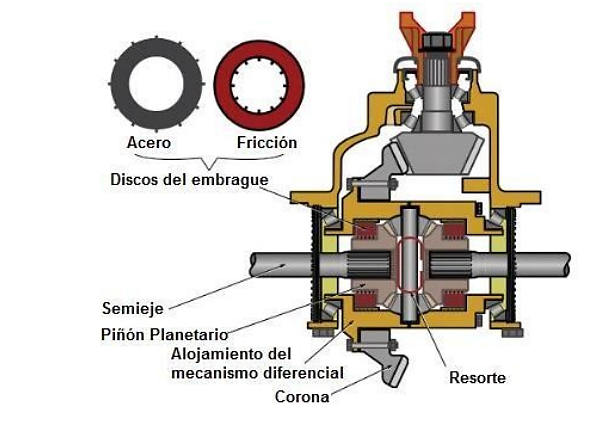 Acero
Fricción
Discos del embrague
Semieje
Piñón Planetario
Alojamiento del
mecanismo diferencial
Corona
Resorte